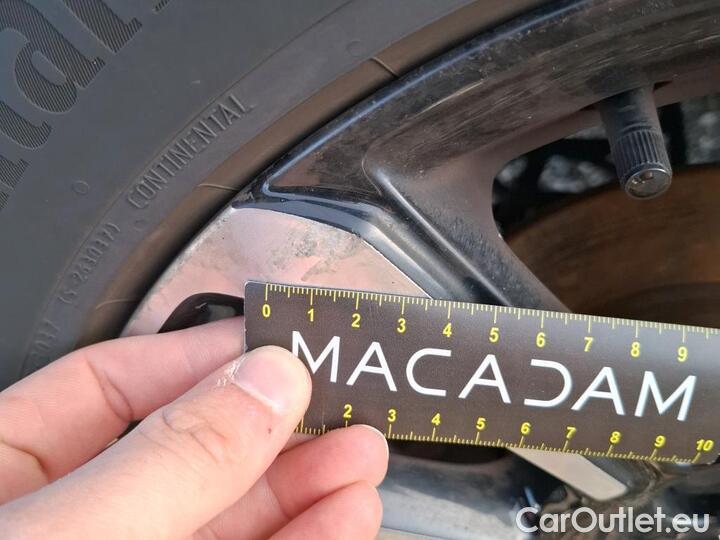 CONTINENTAL
0 1 2 3 4 5 6 7 8 9
MACADAM
2 3 4 5 6 7 8 9 10
CarOutlet.eu